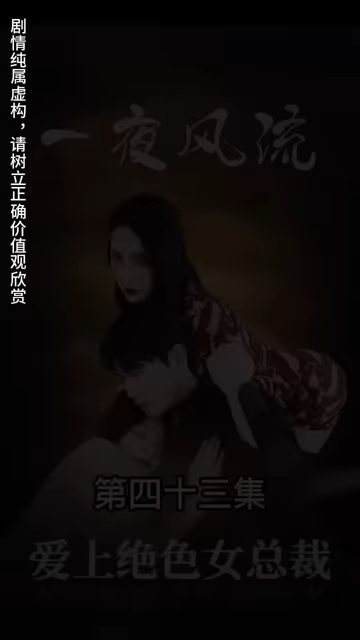 剧情纯属虚构，请树立正确价值观欣赏
一夜风流
第四十三集
爱上绝色女总裁